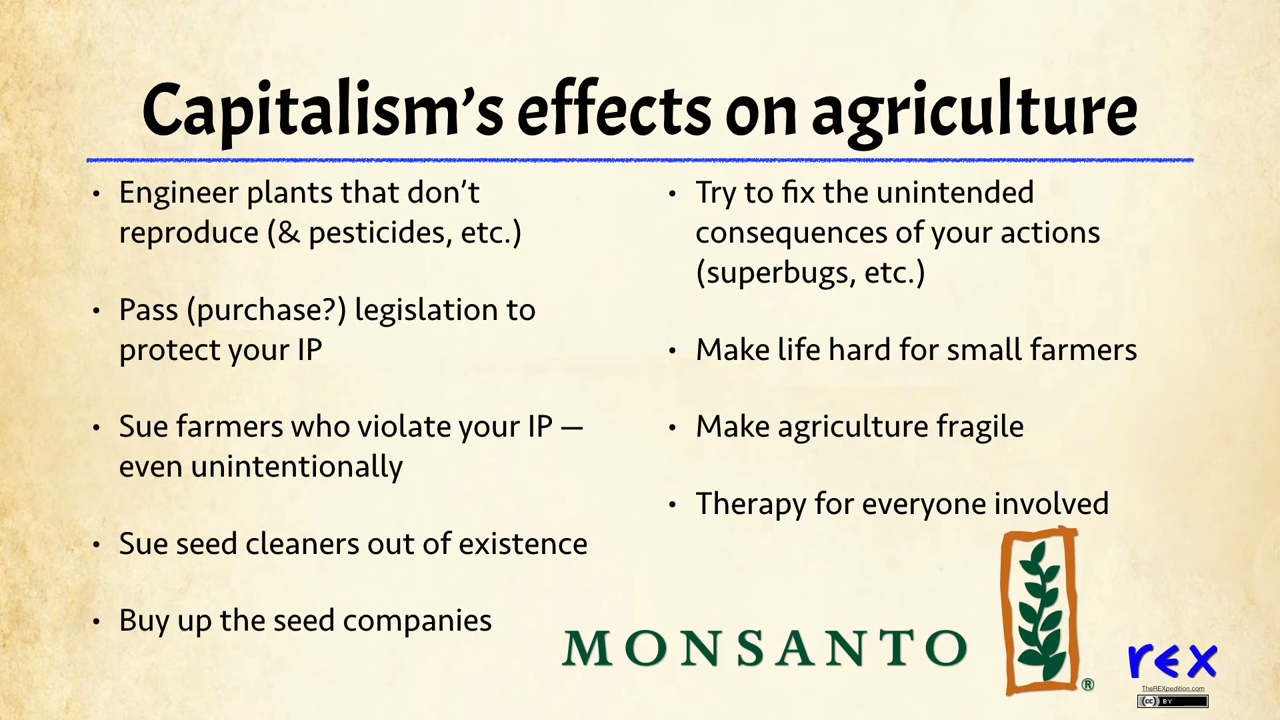 Capitalism’s effects on agriculture
• Engineer plants that don’t
reproduce (& pesticides, etc.)
• Pass (purchase?) legislation to
protect your IP
• Sue farmers who violate your IP —
even unintentionally
• Sue seed cleaners out of existence
• Buy up the seed companies
• Try to fix the unintended
consequences of your actions
(superbugs, etc.)
• Make life hard for small farmers
• Make agriculture fragile
• Therapy for everyone involved
MONSANTO
®
rex
TheREXpedition.com
cc BY